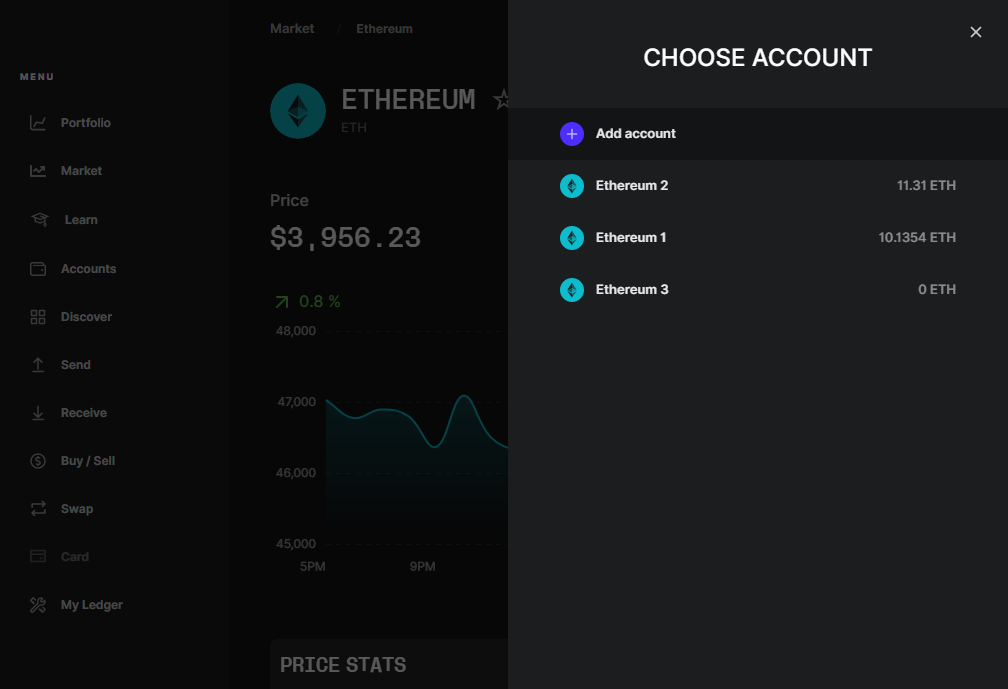 MENU
Portfolio
Market
Learn
Accounts
Discover
Send
Receive
Buy / Sell
Swap
Card
My Ledger
Market / Ethereum
ETHEREUM
ETH
Price
$3,956.23
0.8 %
48,000
47,000
46,000
45,000
5PM 9PM
PRICE STATS
CHOOSE ACCOUNT
Add account
Ethereum 2 11.31 ETH
Ethereum 1 10.1354 ETH
Ethereum 3 0 ETH